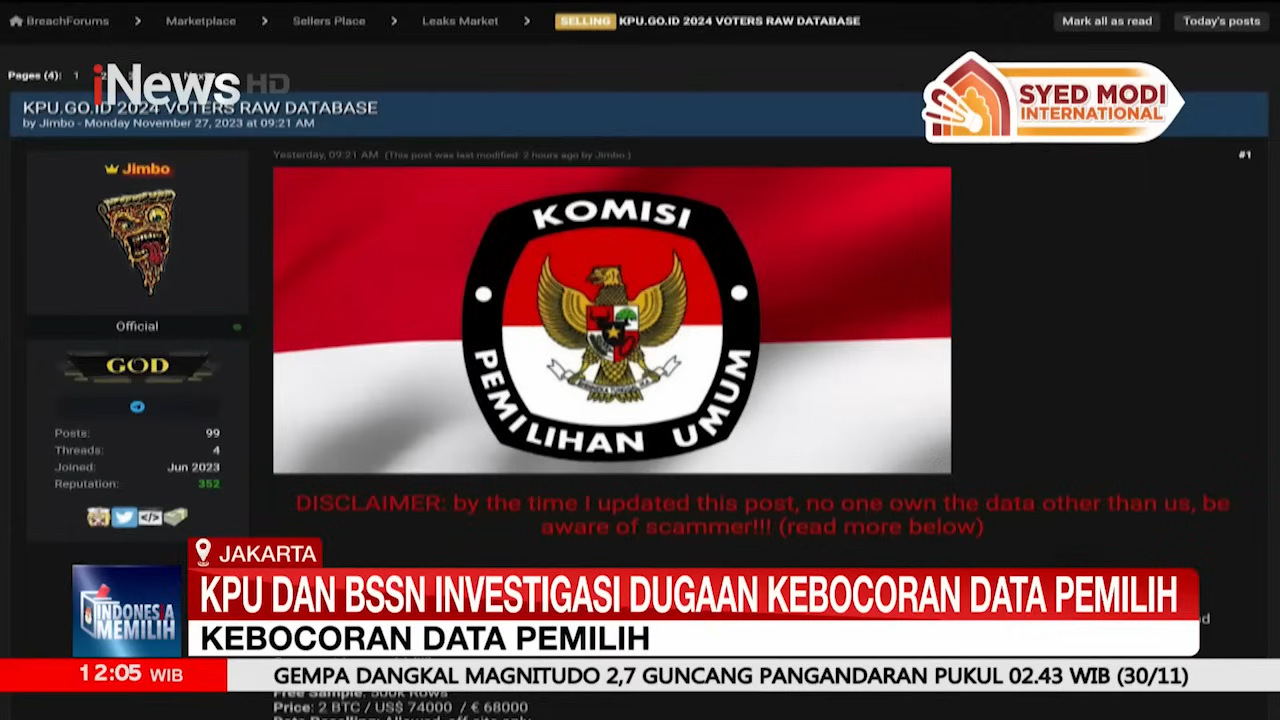 BreachForums > Marketplace > Sellers Place > Leaks Market > SELLING KPU.GO.ID 2024 VOTERS RAW DATABASE
Mark all as read Today's posts
Pages (4): 1
iNews HD
SYED MODI
INTERNATIONAL
KPU.GO.ID 2024 VOTERS RAW DATABASE
by Jimbo - Monday November 27, 2023 at 09:21 AM
Yesterday, 09:21 AM (This post was last modified: 2 hours ago by Jimbo.)
#1
Jimbo
KOMISI
PEMILIHAN UMUM
Official
GOD
Posts: 99
Threads: 4
Joined: Jun 2023
Reputation: 352
DISCLAIMER: by the time I updated this post, no one own the data other than us, be
aware of scammer!!! (read more below)
JAKARTA
KPU DAN BSSN INVESTIGASI DUGAAN KEBOCORAN DATA PEMILIH
INDONESIA
MEMILIH
KEBOCORAN DATA PEMILIH
12:05 WIB
GEMPA DANGKAL MAGNITUDO 2,7 GUNCANG PANGANDARAN PUKUL 02.43 WIB (30/11)
Free Sample: 500k Rows
Price: 2 BTC / US$ 74000 / € 68000